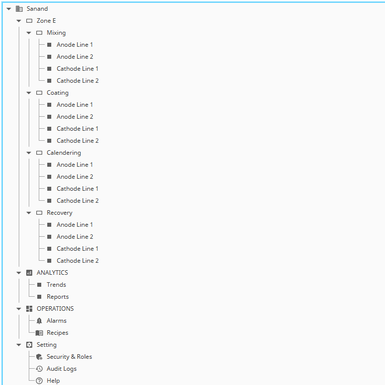 Sanand
Zone E
Mixing
Anode Line 1
Anode Line 2
Cathode Line 1
Cathode Line 2
Coating
Anode Line 1
Anode Line 2
Cathode Line 1
Cathode Line 2
Calendering
Anode Line 1
Anode Line 2
Cathode Line 1
Cathode Line 2
Recovery
Anode Line 1
Anode Line 2
Cathode Line 1
Cathode Line 2
ANALYTICS
Trends
Reports
OPERATIONS
Alarms
Recipes
Setting
Security & Roles
Audit Logs
Help